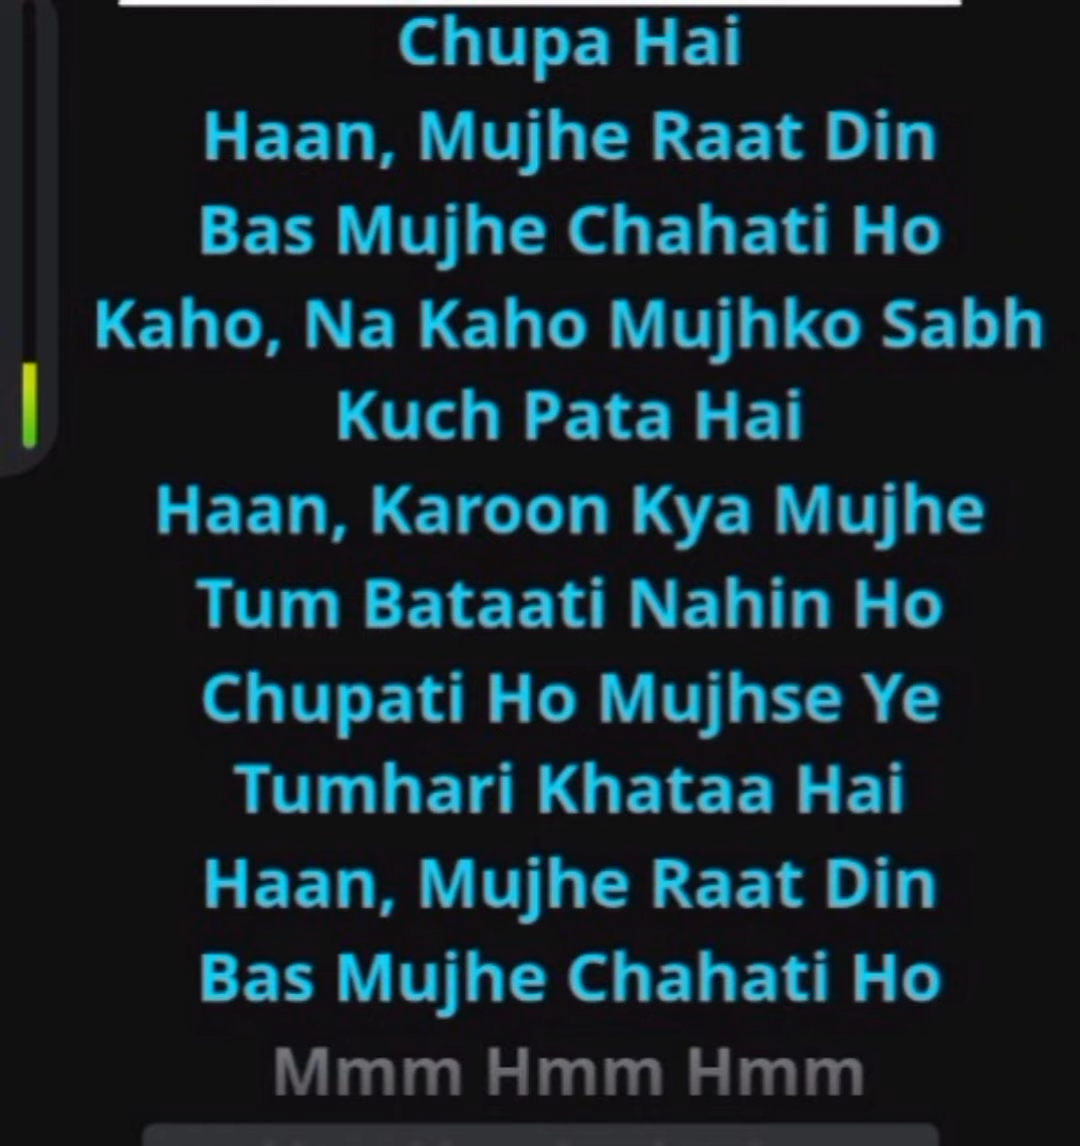 Chupa Hai
Haan, Mujhe Raat Din
Bas Mujhe Chahati Ho
Kaho, Na Kaho Mujhko Sabh
Kuch Pata Hai
Haan, Karoon Kya Mujhe
Tum Bataati Nahin Ho
Chupati Ho Mujhse Ye
Tumhari Khataa Hai
Haan, Mujhe Raat Din
Bas Mujhe Chahati Ho
Mmm Hmm Hmm